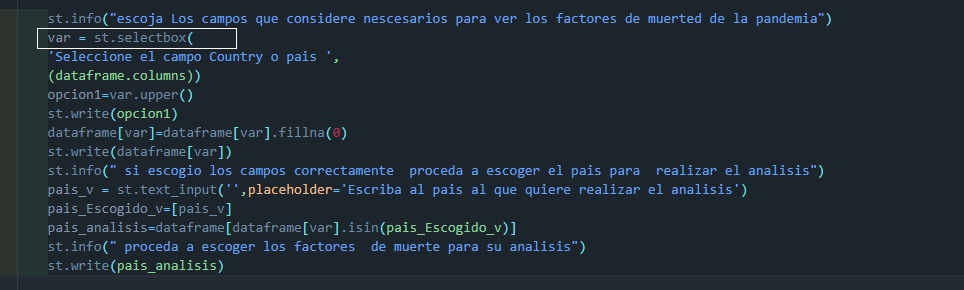 st.info("escoja Los campos que considere nescesarios para ver los factores de muerted de la pandemia")
var = st.selectbox(
'Seleccione el campo Country o pais ',
(dataframe.columns))
opcion1=var.upper()
st.write(opcion1)
dataframe[var]=dataframe[var].fillna(0)
st.write(dataframe[var])
st.info(" si escogio los campos correctamente  proceda a escoger el pais para  realizar el analisis")
pais_v = st.text_input('',placeholder='Escriba al pais al que quiere realizar el analisis')
pais_Escogido_v=[pais_v]
pais_analisis=dataframe[dataframe[var].isin(pais_Escogido_v)]
st.info(" proceda a escoger los factores  de muerte para su analisis")
st.write(pais_analisis)